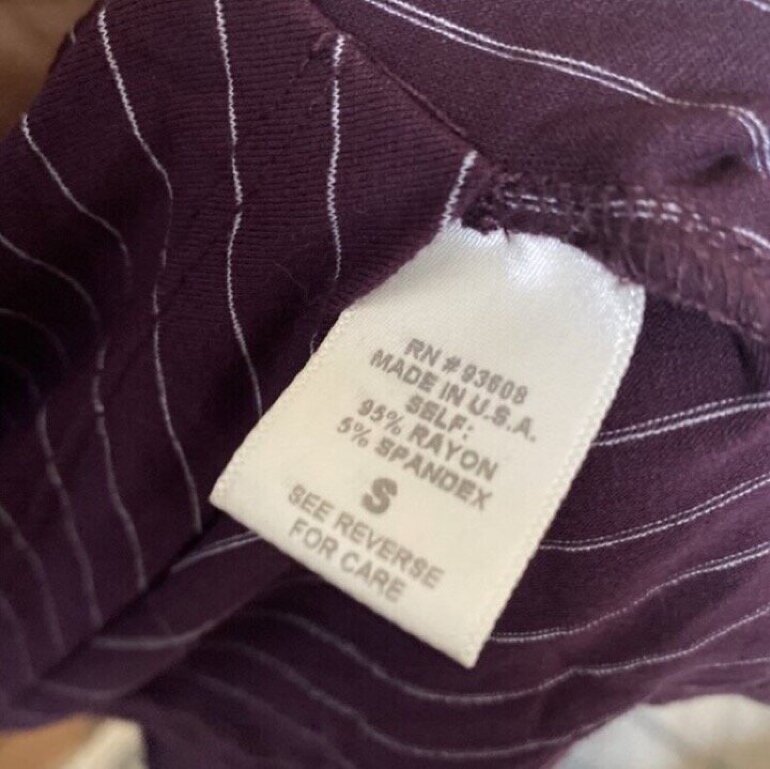 RN # 93608
MADE IN U.S.A.
SELF:
95% RAYON
5% SPANDEX
S
SEE REVERSE
FOR CARE